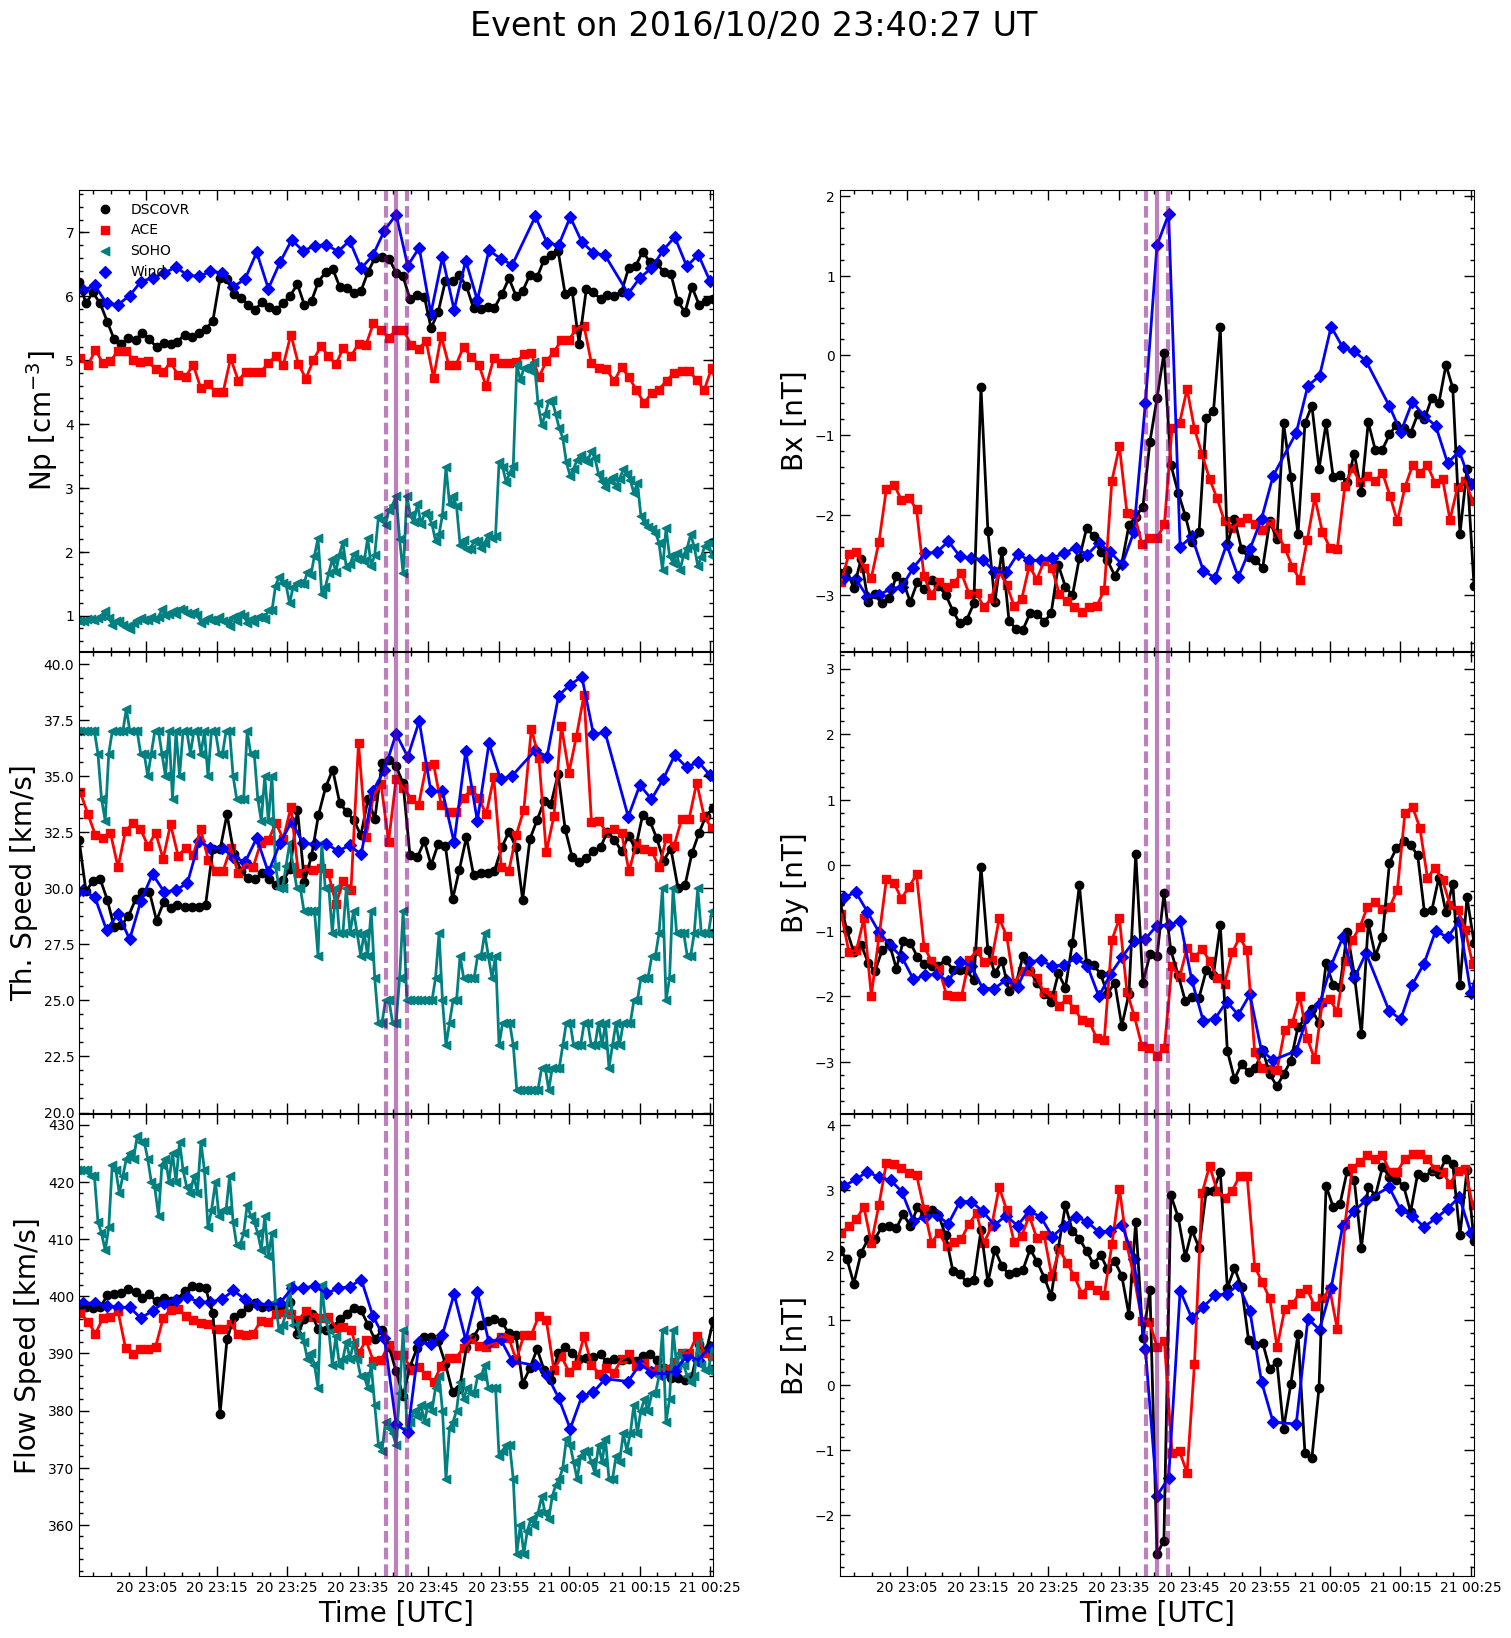 Event on 2016/10/20 23:40:27 UT
DSCOVR
ACE
SOHO
Wind
Np [cm⁻³]
7
6
5
4
3
2
1
Bx [nT]
2
1
0
−1
−2
−3
Th. Speed [km/s]
40.0
37.5
35.0
32.5
30.0
27.5
25.0
22.5
20.0
By [nT]
3
2
1
0
−1
−2
−3
Flow Speed [km/s]
430
420
410
400
390
380
370
360
Bz [nT]
4
3
2
1
0
−1
−2
20 23:05 20 23:15 20 23:25 20 23:35 20 23:45 20 23:55 21 00:05 21 00:15 21 00:25
Time [UTC]
20 23:05 20 23:15 20 23:25 20 23:35 20 23:45 20 23:55 21 00:05 21 00:15 21 00:25
Time [UTC]